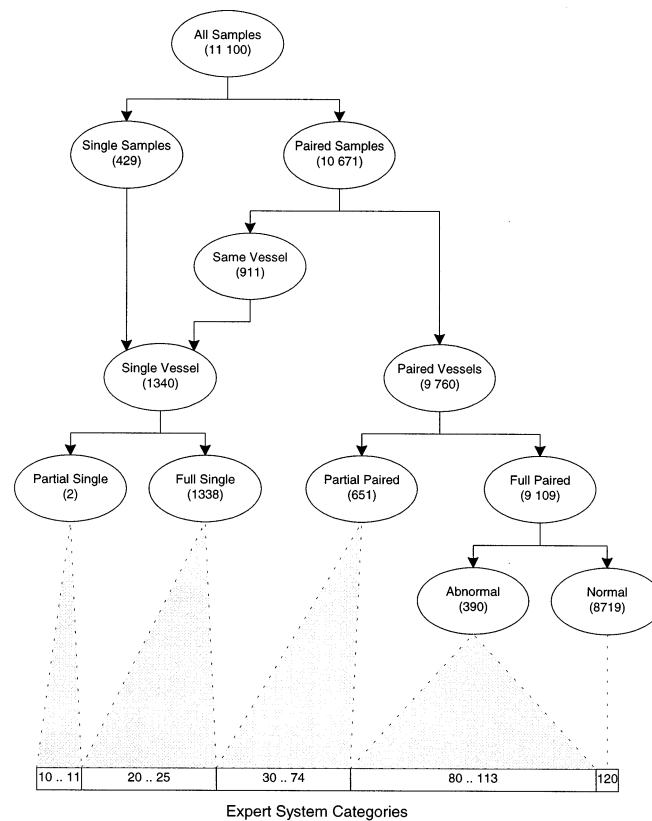 All Samples
(11 100)
Single Samples
(429)
Paired Samples
(10 671)
Same Vessel
(911)
Single Vessel
(1340)
Paired Vessels
(9 760)
Partial Single
(2)
Full Single
(1338)
Partial Paired
(651)
Full Paired
(9 109)
Abnormal
(390)
Normal
(8719)
10 .. 11
20 .. 25
30 .. 74
80 .. 113
120
Expert System Categories